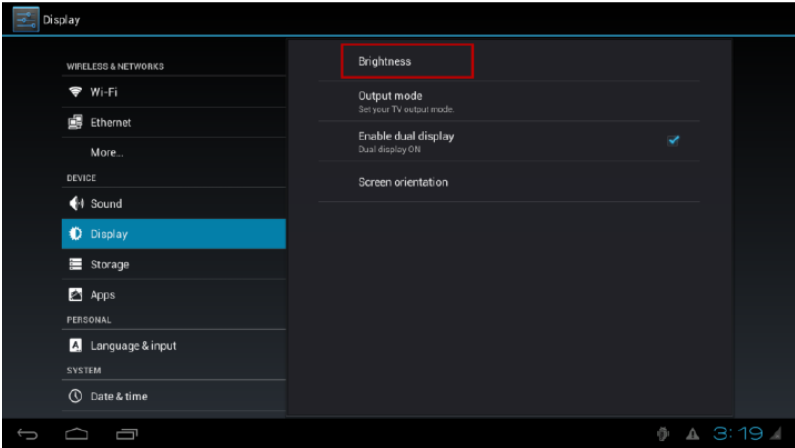 Display
WIRELESS & NETWORKS
Wi-Fi
Ethernet
More...
DEVICE
Sound
Display
Storage
Apps
PERSONAL
A Language & input
SYSTEM
Date & time
Brightness
Output mode
Set your TV output mode.
Enable dual display
Dual display ON
Screen orientation
3:19